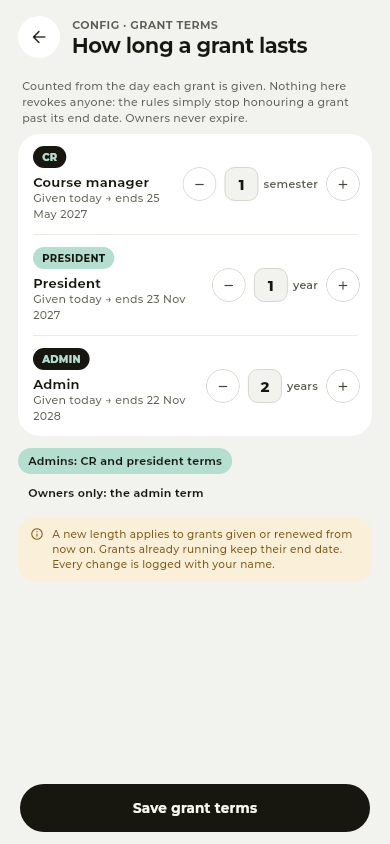 CONFIG · GRANT TERMS
How long a grant lasts
Counted from the day each grant is given. Nothing here
revokes anyone: the rules simply stop honouring a grant
past its end date. Owners never expire.
CR
Course manager
Given today → ends 25
May 2027
− 1 semester +
PRESIDENT
President
Given today → ends 23 Nov
2027
− 1 year +
ADMIN
Admin
Given today → ends 22 Nov
2028
− 2 years +
Admins: CR and president terms
Owners only: the admin term
A new length applies to grants given or renewed from
now on. Grants already running keep their end date.
Every change is logged with your name.
Save grant terms